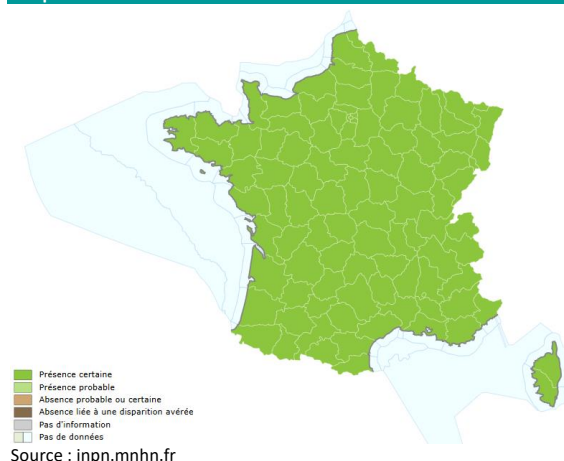 Présence certaine
Présence probable
Absence probable ou certaine
Absence liée à une disparition avérée
Pas d'information
Pas de données
Source : inpn.mnhn.fr